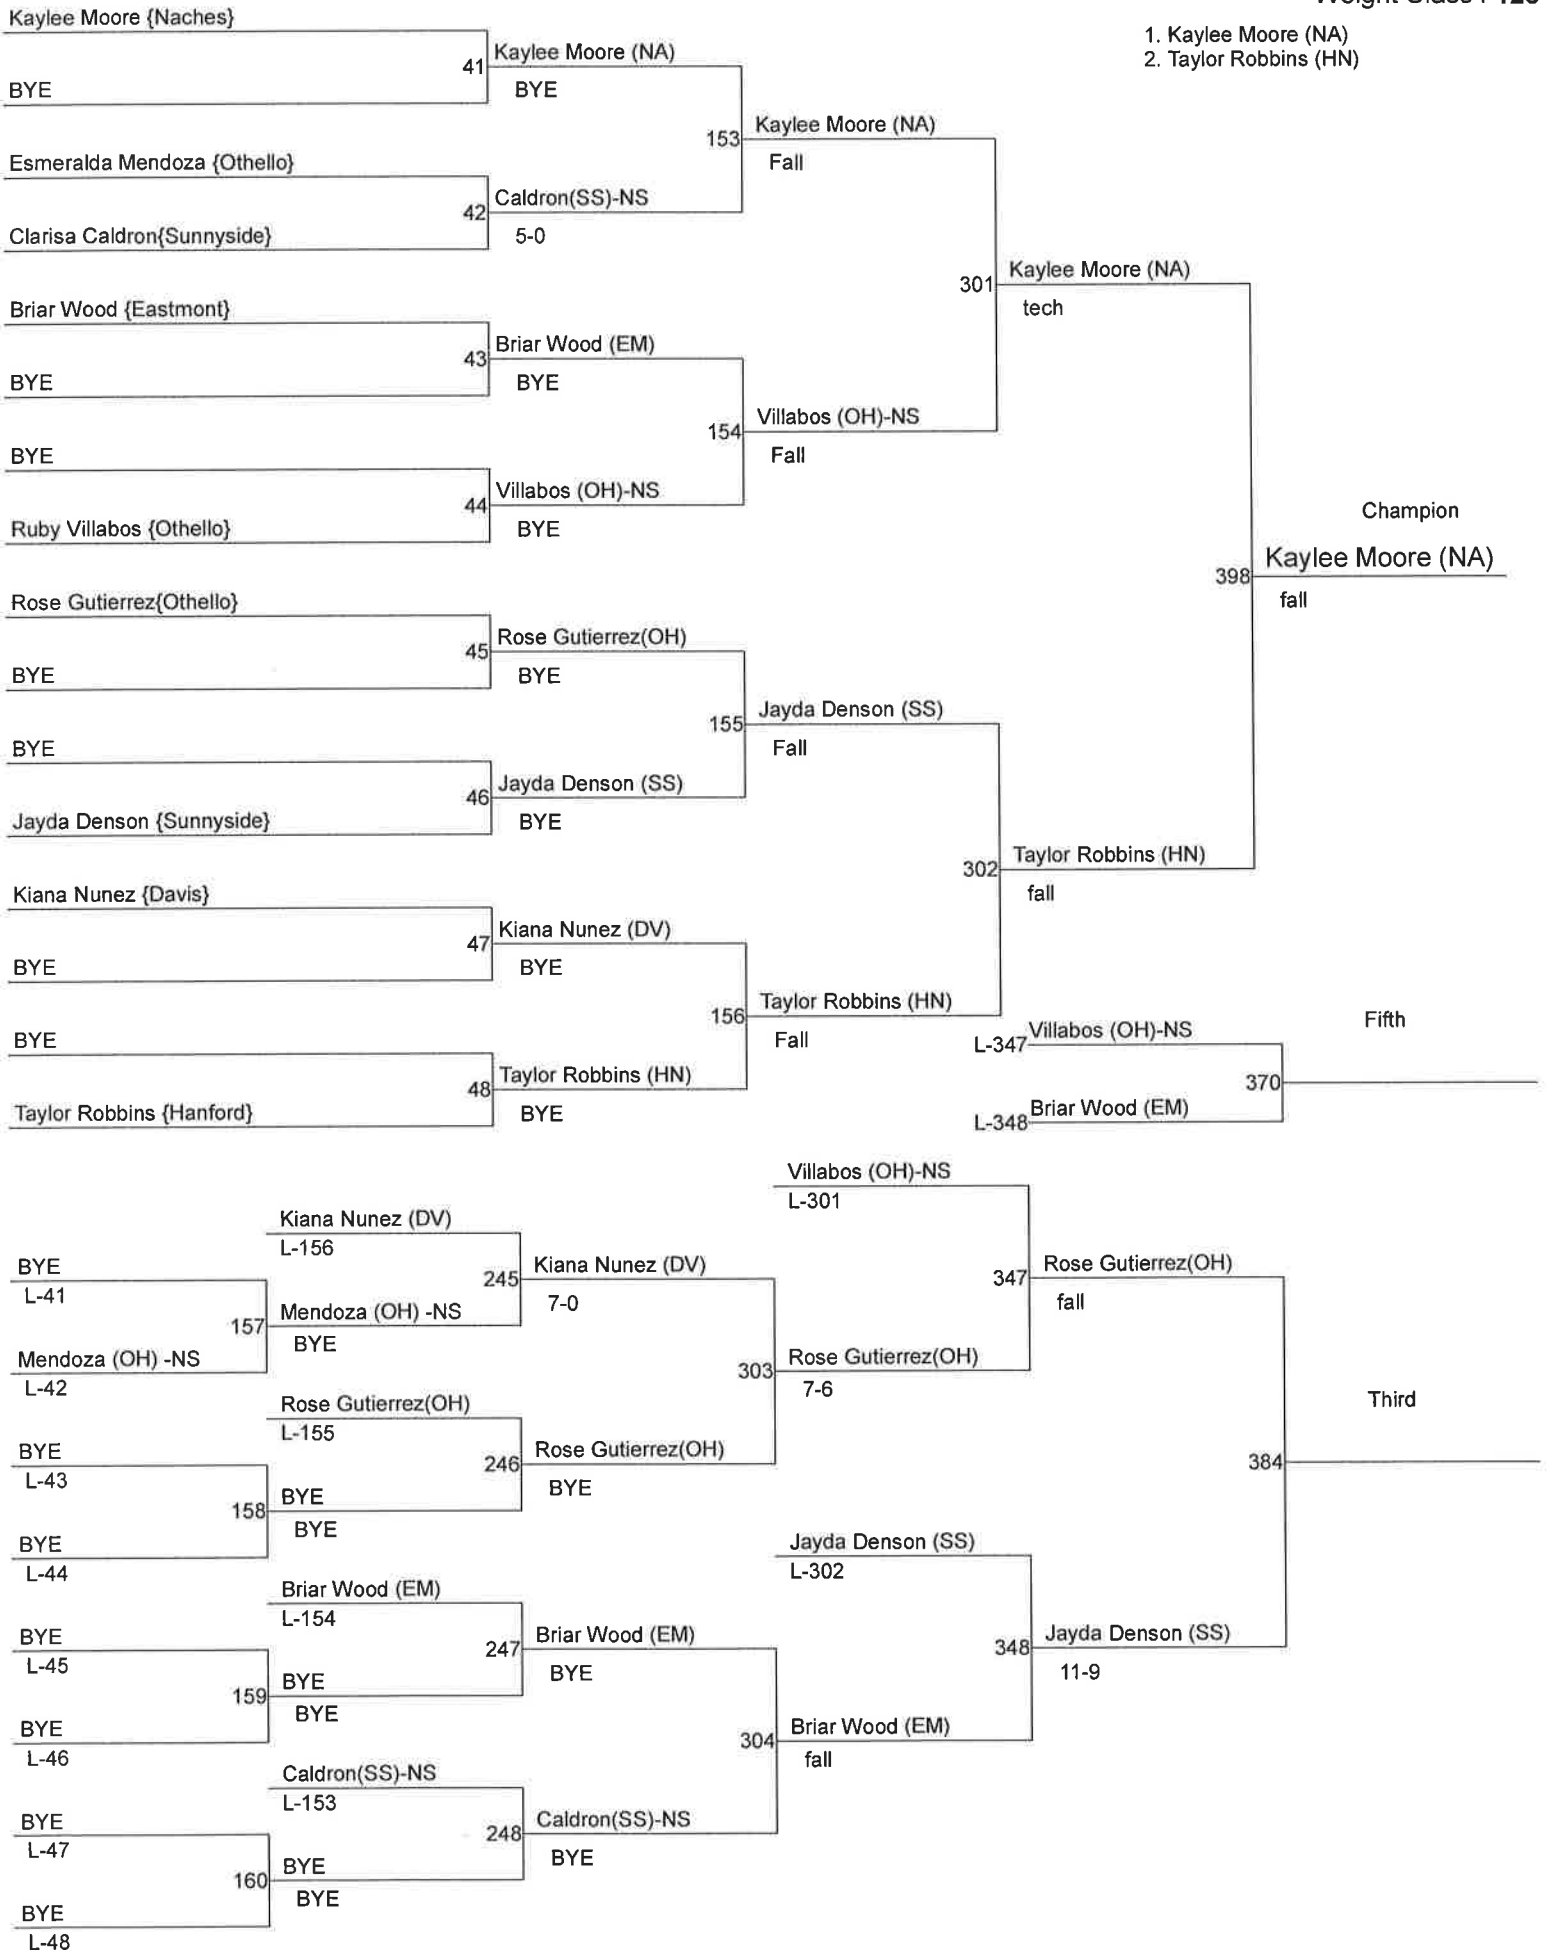 Kaylee Moore {Naches}
1. Kaylee Moore (NA)
2. Taylor Robbins (HN)
41
Kaylee Moore (NA)
BYE
BYE
153
Kaylee Moore (NA)
Fall
Esmeralda Mendoza {Othello}
42
Caldron(SS)-NS
5-0
Clarisa Caldron{Sunnyside}
301
Kaylee Moore (NA)
tech
Briar Wood {Eastmont}
43
Briar Wood (EM)
BYE
BYE
154
Villabos (OH)-NS
Fall
BYE
44
Villabos (OH)-NS
BYE
Ruby Villabos {Othello}
Champion
398
Kaylee Moore (NA)
fall
Rose Gutierrez{Othello}
45
Rose Gutierrez(OH)
BYE
BYE
155
Jayda Denson (SS)
Fall
BYE
46
Jayda Denson (SS)
BYE
Jayda Denson {Sunnyside}
302
Taylor Robbins (HN)
fall
Kiana Nunez {Davis}
47
Kiana Nunez (DV)
BYE
BYE
156
Taylor Robbins (HN)
Fall
BYE
48
Taylor Robbins (HN)
BYE
Taylor Robbins {Hanford}
Fifth
L-347
Villabos (OH)-NS
370
L-348
Briar Wood (EM)
Villabos (OH)-NS
L-301
Kiana Nunez (DV)
L-156
BYE
L-41
245
Kiana Nunez (DV)
7-0
347
Rose Gutierrez(OH)
fall
157
Mendoza (OH) -NS
BYE
Mendoza (OH) -NS
L-42
303
Rose Gutierrez(OH)
7-6
Rose Gutierrez(OH)
L-155
Third
BYE
L-43
246
Rose Gutierrez(OH)
BYE
384
158
BYE
BYE
BYE
L-44
Jayda Denson (SS)
L-302
Briar Wood (EM)
L-154
BYE
L-45
247
Briar Wood (EM)
BYE
348
Jayda Denson (SS)
11-9
159
BYE
BYE
BYE
L-46
304
Briar Wood (EM)
fall
Caldron(SS)-NS
L-153
BYE
L-47
248
Caldron(SS)-NS
BYE
160
BYE
BYE
BYE
L-48